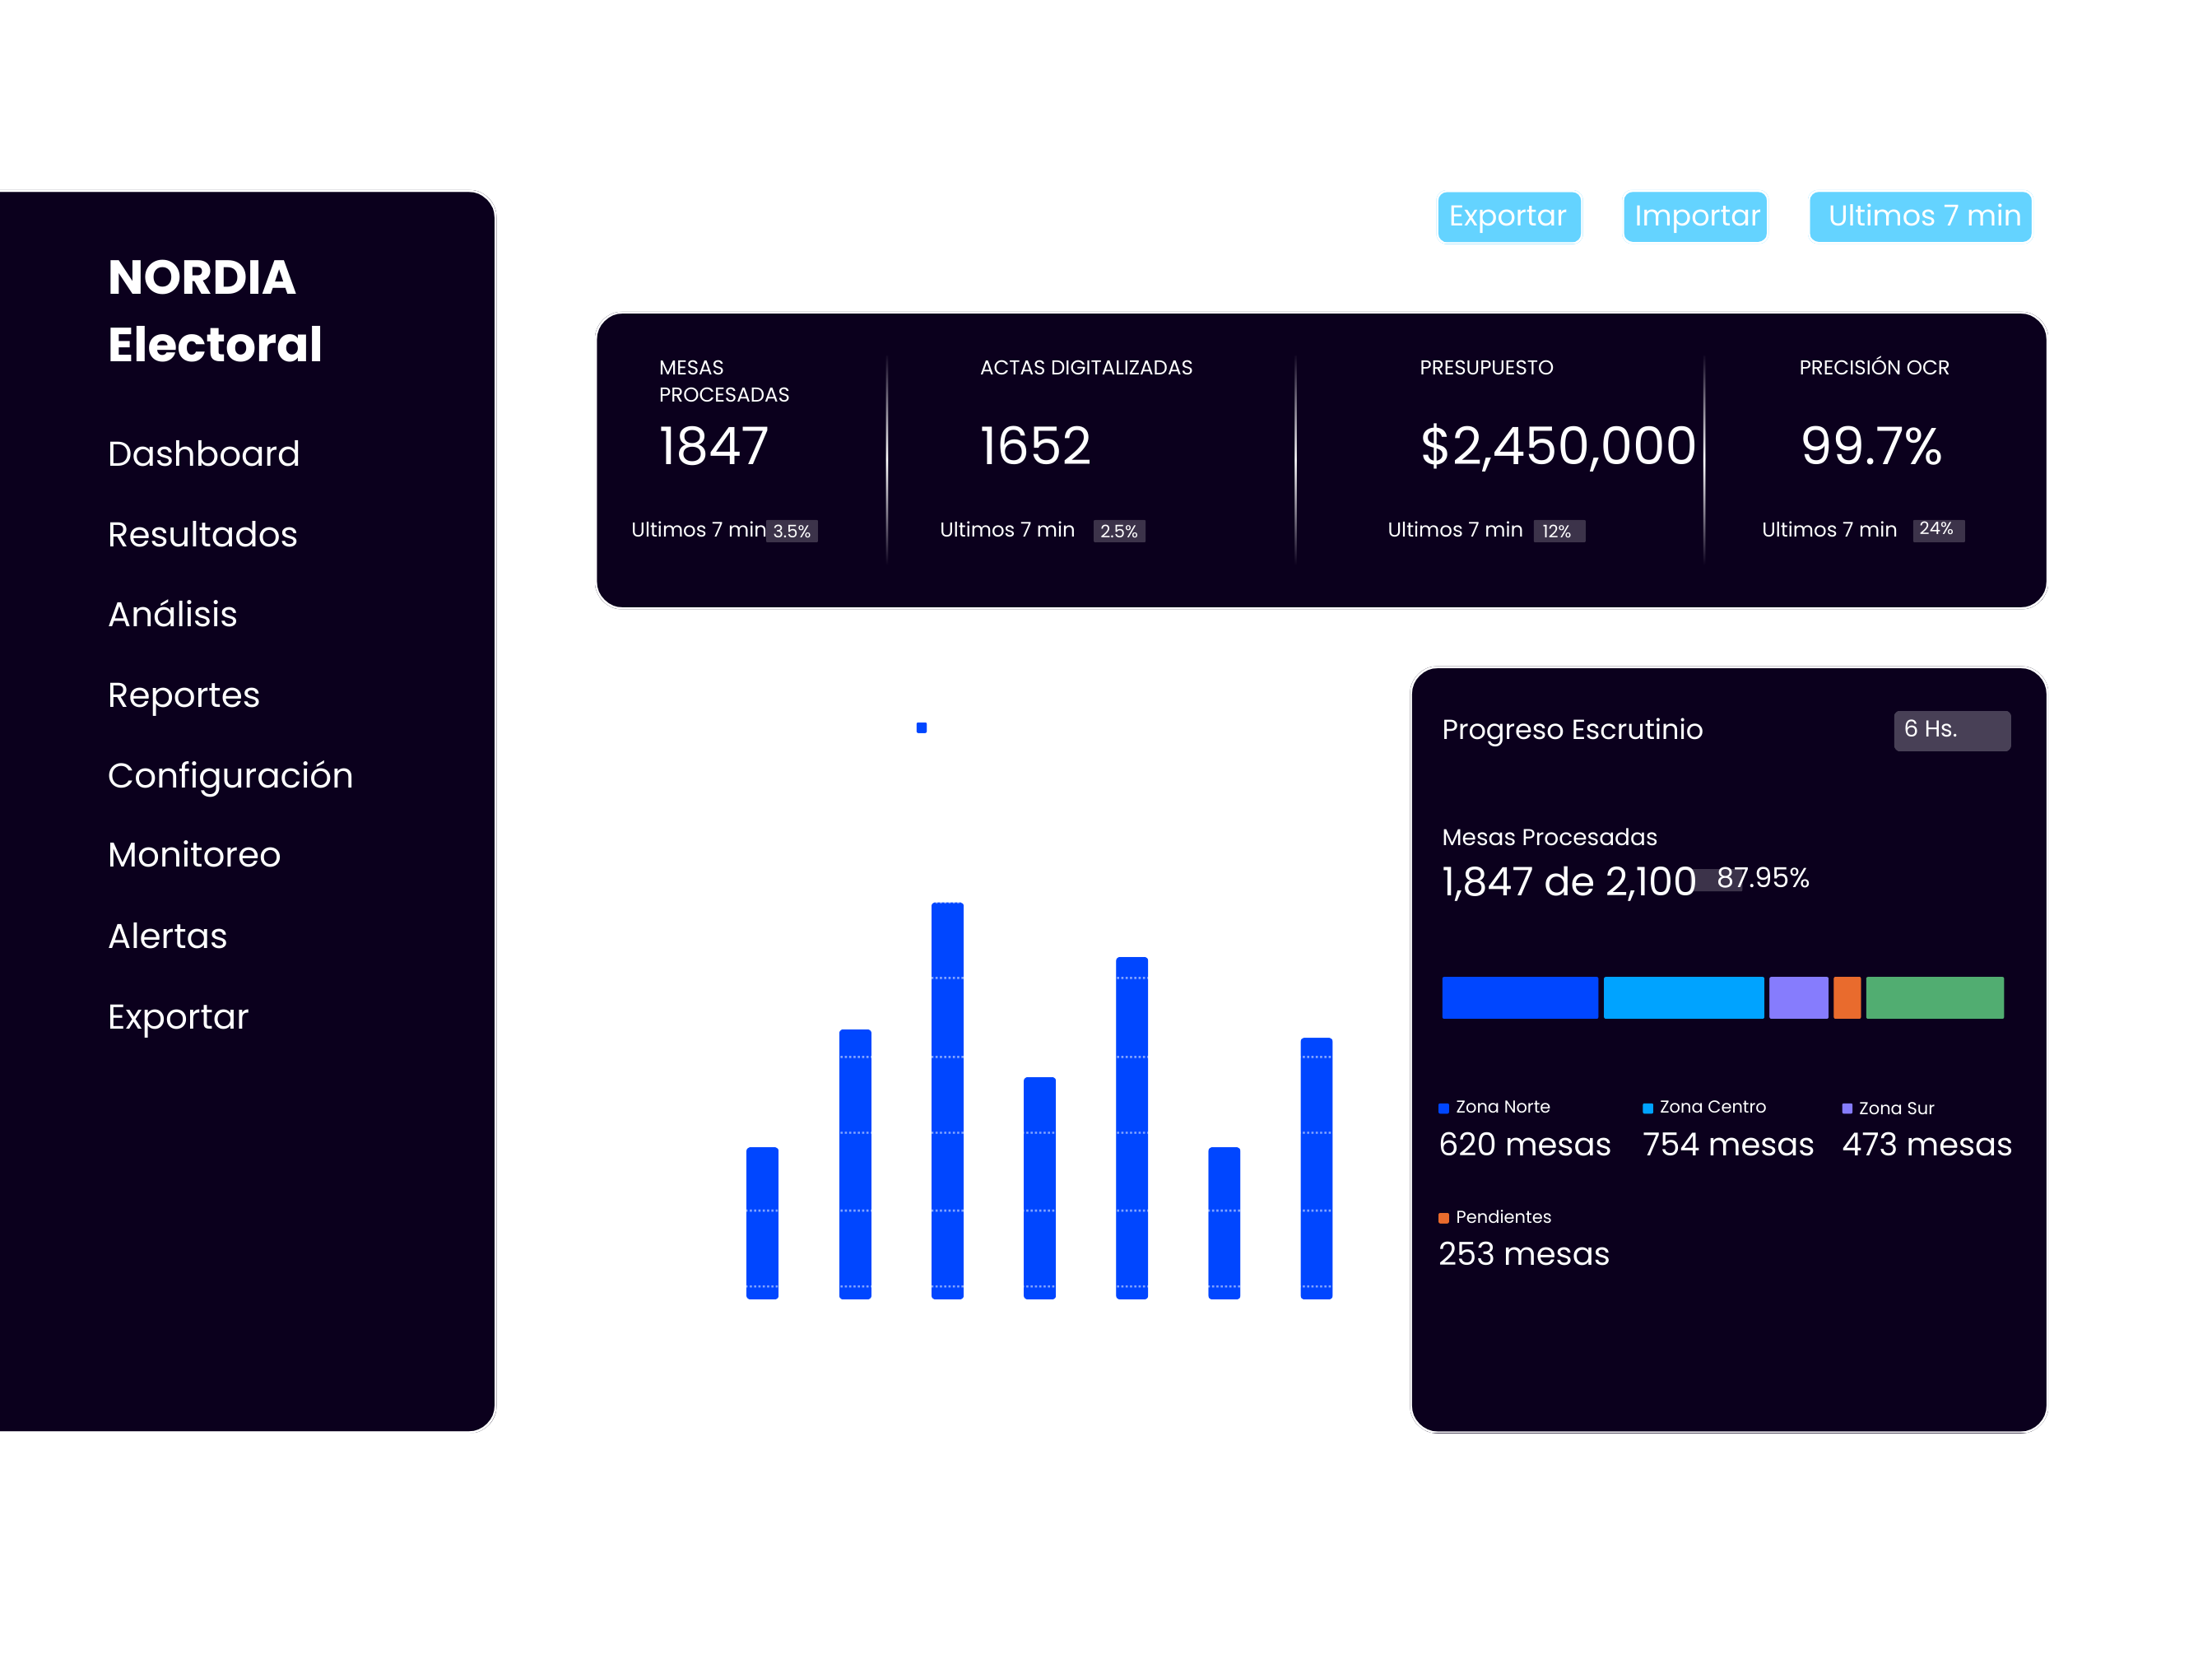 NORDIA
Electoral
Dashboard
Resultados
Análisis
Reportes
Configuración
Monitoreo
Alertas
Exportar
Exportar
Importar
Ultimos 7 min
MESAS
PROCESADAS
1847
Ultimos 7 min 3.5%
ACTAS DIGITALIZADAS
1652
Ultimos 7 min 2.5%
PRESUPUESTO
$2,450,000
Ultimos 7 min 12%
PRECISIÓN OCR
99.7%
Ultimos 7 min 24%
Progreso Escrutinio
6 Hs.
Mesas Procesadas
1,847 de 2,100 87.95%
Zona Norte
620 mesas
Zona Centro
754 mesas
Zona Sur
473 mesas
Pendientes
253 mesas